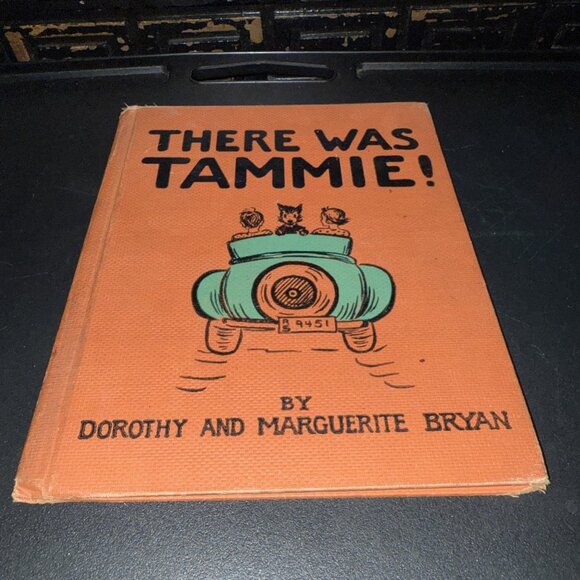 THERE WAS
TAMMIE!
9451
BY
DOROTHY AND MARGUERITE BRYAN